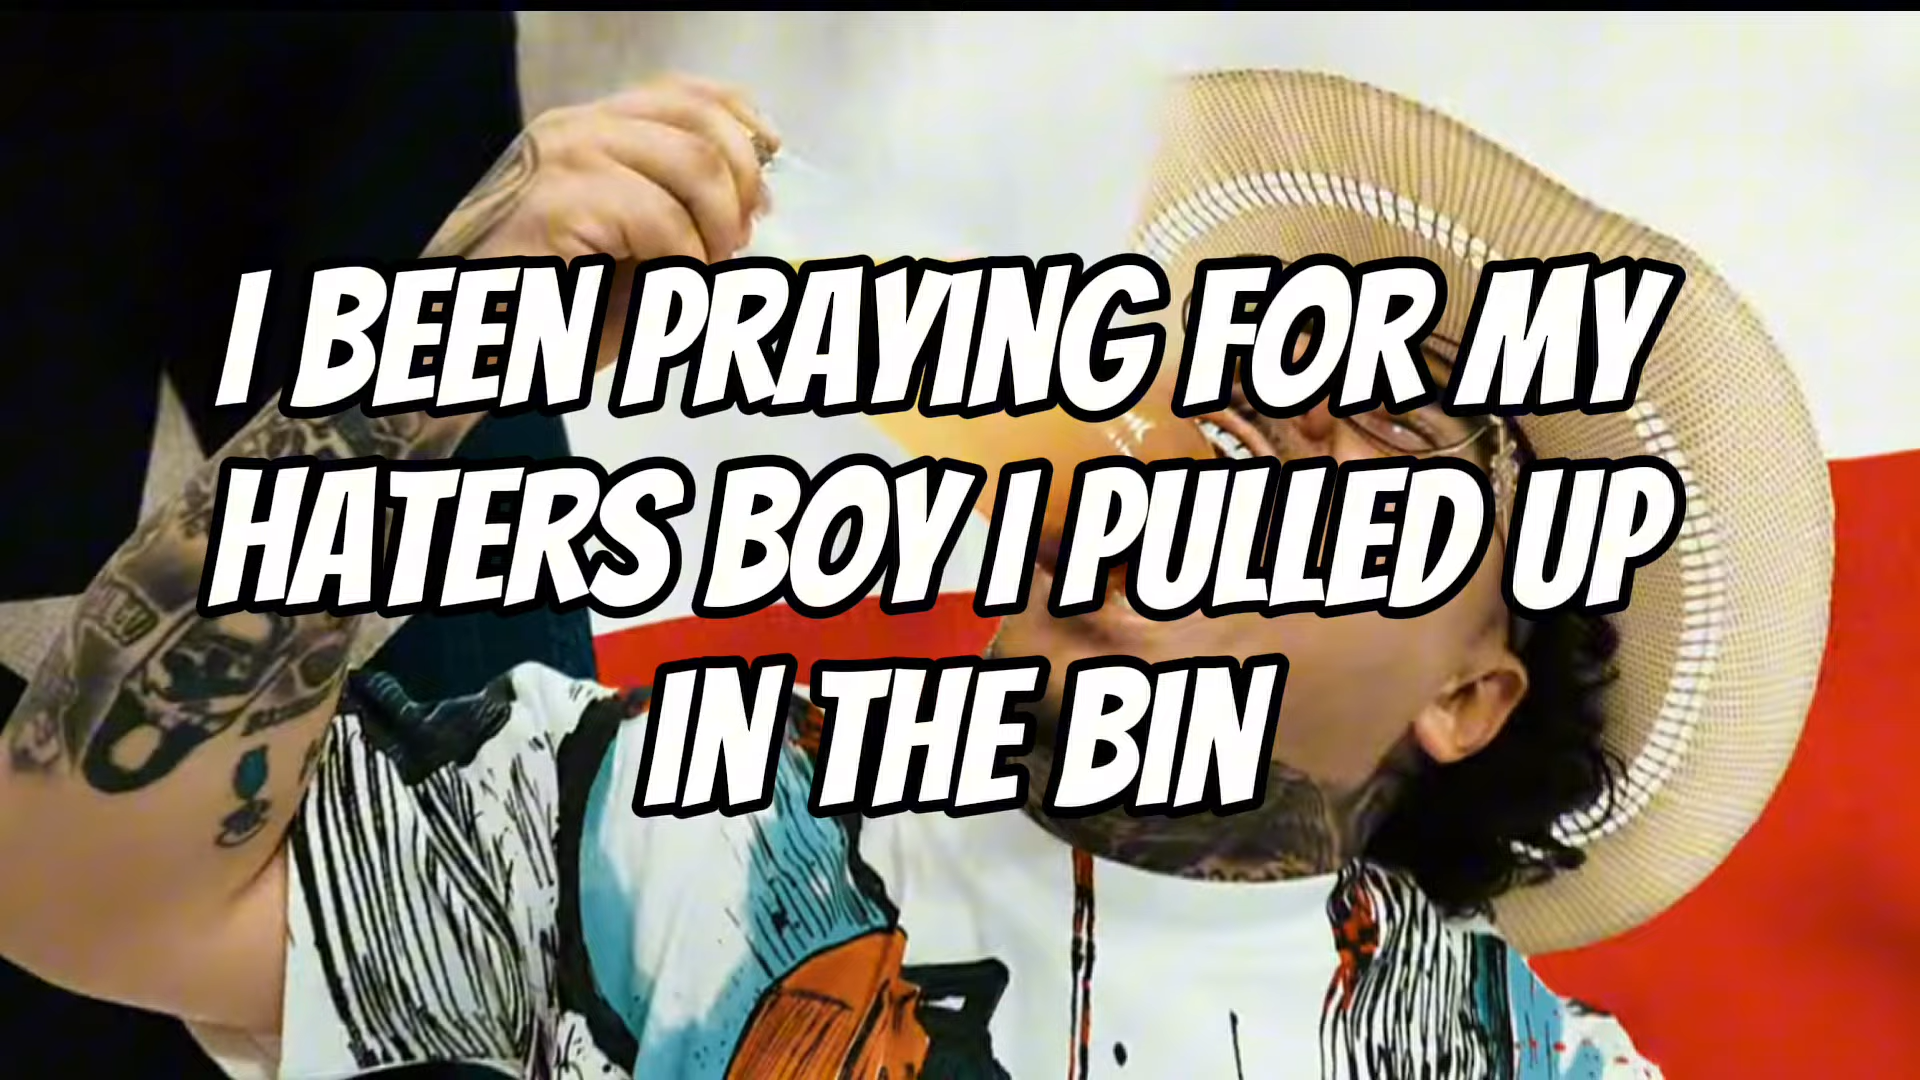 I BEEN PRAYING FOR MY
HATERS BOY I PULLED UP
IN THE BIN